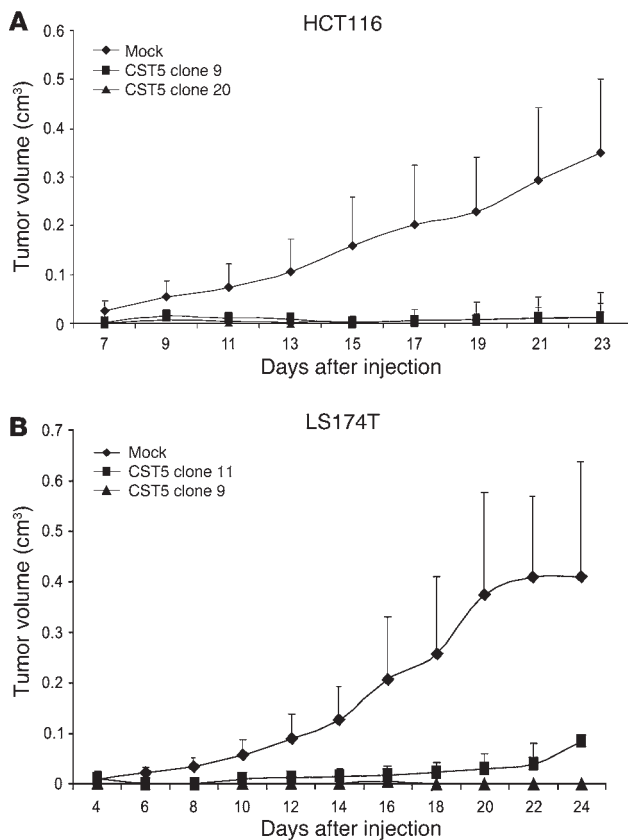 A
HCT116
Mock
CST5 clone 9
CST5 clone 20
Tumor volume (cm³)
0.6
0.5
0.4
0.3
0.2
0.1
0
7 9 11 13 15 17 19 21 23
Days after injection
B
LS174T
Mock
CST5 clone 11
CST5 clone 9
Tumor volume (cm³)
0.7
0.6
0.5
0.4
0.3
0.2
0.1
0
4 6 8 10 12 14 16 18 20 22 24
Days after injection